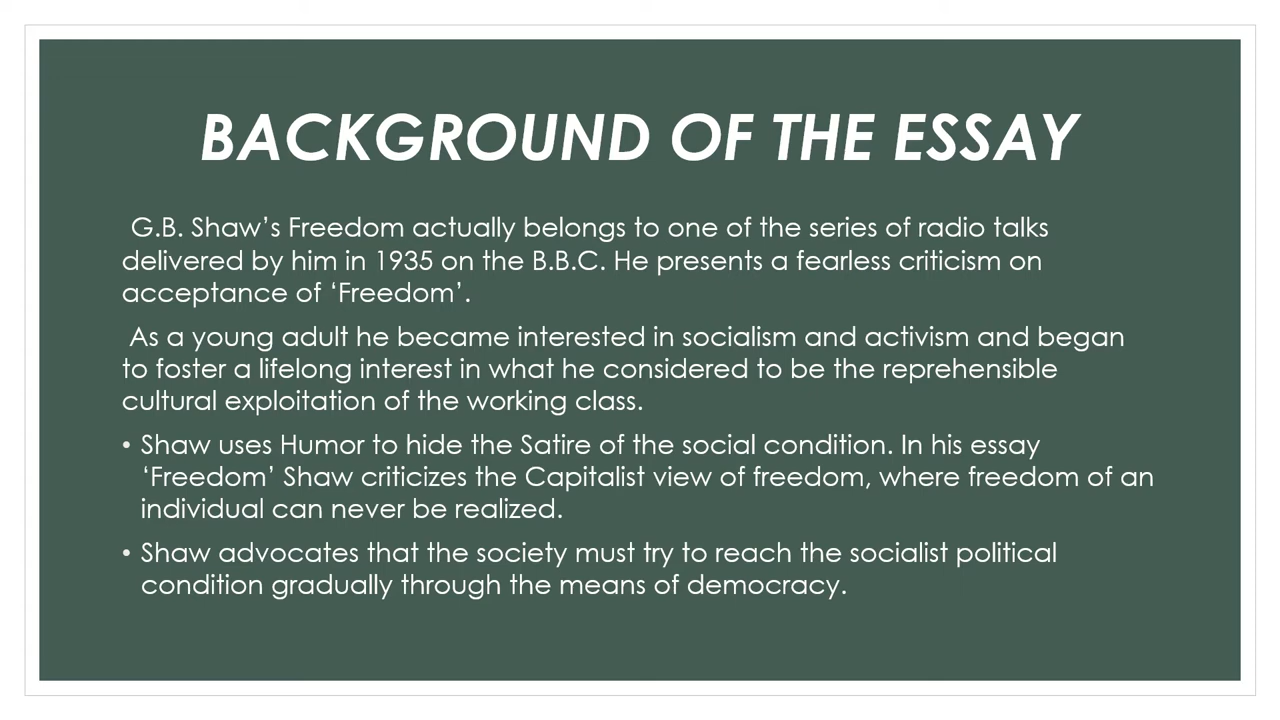 BACKGROUND OF THE ESSAY
G.B. Shaw’s Freedom actually belongs to one of the series of radio talks
delivered by him in 1935 on the B.B.C. He presents a fearless criticism on
acceptance of ‘Freedom’.
As a young adult he became interested in socialism and activism and began
to foster a lifelong interest in what he considered to be the reprehensible
cultural exploitation of the working class.
• Shaw uses Humor to hide the Satire of the social condition. In his essay
‘Freedom’ Shaw criticizes the Capitalist view of freedom, where freedom of an
individual can never be realized.
• Shaw advocates that the society must try to reach the socialist political
condition gradually through the means of democracy.